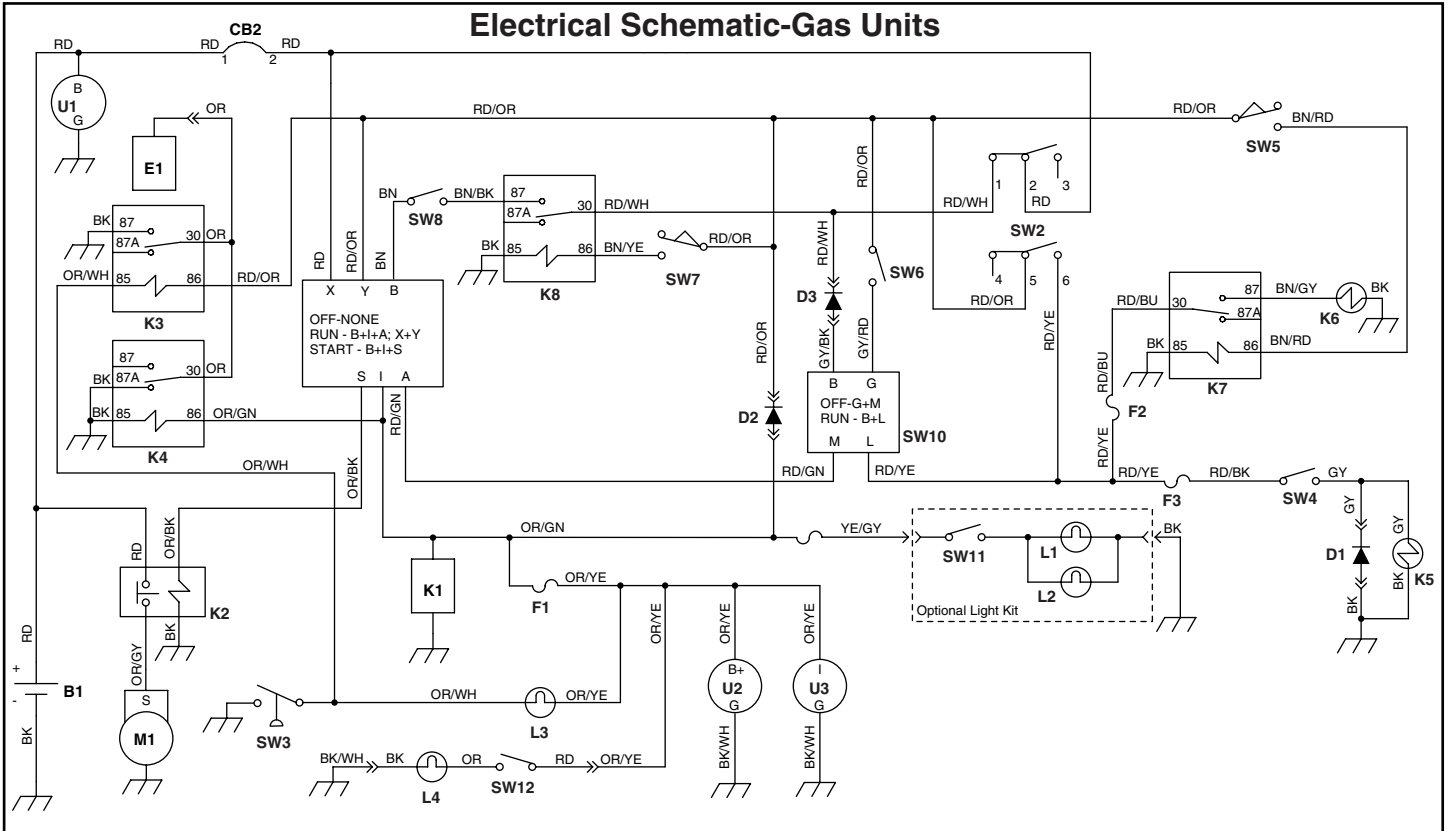 Electrical Schematic-Gas Units
RD
RD
CB2
RD
1
2
B
U1
G
OR
E1
RD/OR
RD/OR
SW5
BN/RD
RD
RD/OR
BN
BN
SW8
BN/BK
87
87A
30
RD/WH
BK
85
86
BN/YE
K8
SW7
RD/OR
RD/OR
SW6
RD/WH
1
2
3
RD
SW2
4
5
6
RD/OR
RD/YE
BK
87
87A
30
OR
OR/WH
85
86
RD/OR
K3
87
BK
87A
30
OR
BK
85
86
OR/GN
K4
X
Y
B
OFF-NONE
RUN - B+I+A; X+Y
START - B+I+S
S
I
A
RD/GN
OR/BK
RD/OR
D2
RD/WH
D3
GY/BK
GY/RD
B
G
OFF-G+M
RUN - B+L
M
L
SW10
RD/GN
RD/YE
RD/BU
30
87
BN/GY
BK
87A
K6
BK
85
86
BN/RD
K7
RD/BU
F2
RD/YE
RD/YE
F3
RD/BK
SW4
GY
GY
D1
BK
GY
K5
BK
OR/WH
RD
OR/BK
K2
BK
OR/GY
S
M1
RD
+
-
B1
BK
OR/GN
K1
F1
OR/YE
YE/GY
SW11
L1
L2
BK
Optional Light Kit
OR/YE
OR/YE
OR/YE
B+
U2
G
I
U3
G
BK/WH
BK/WH
SW3
OR/WH
L3
OR/YE
BK/WH
BK
L4
OR
SW12
RD
OR/YE